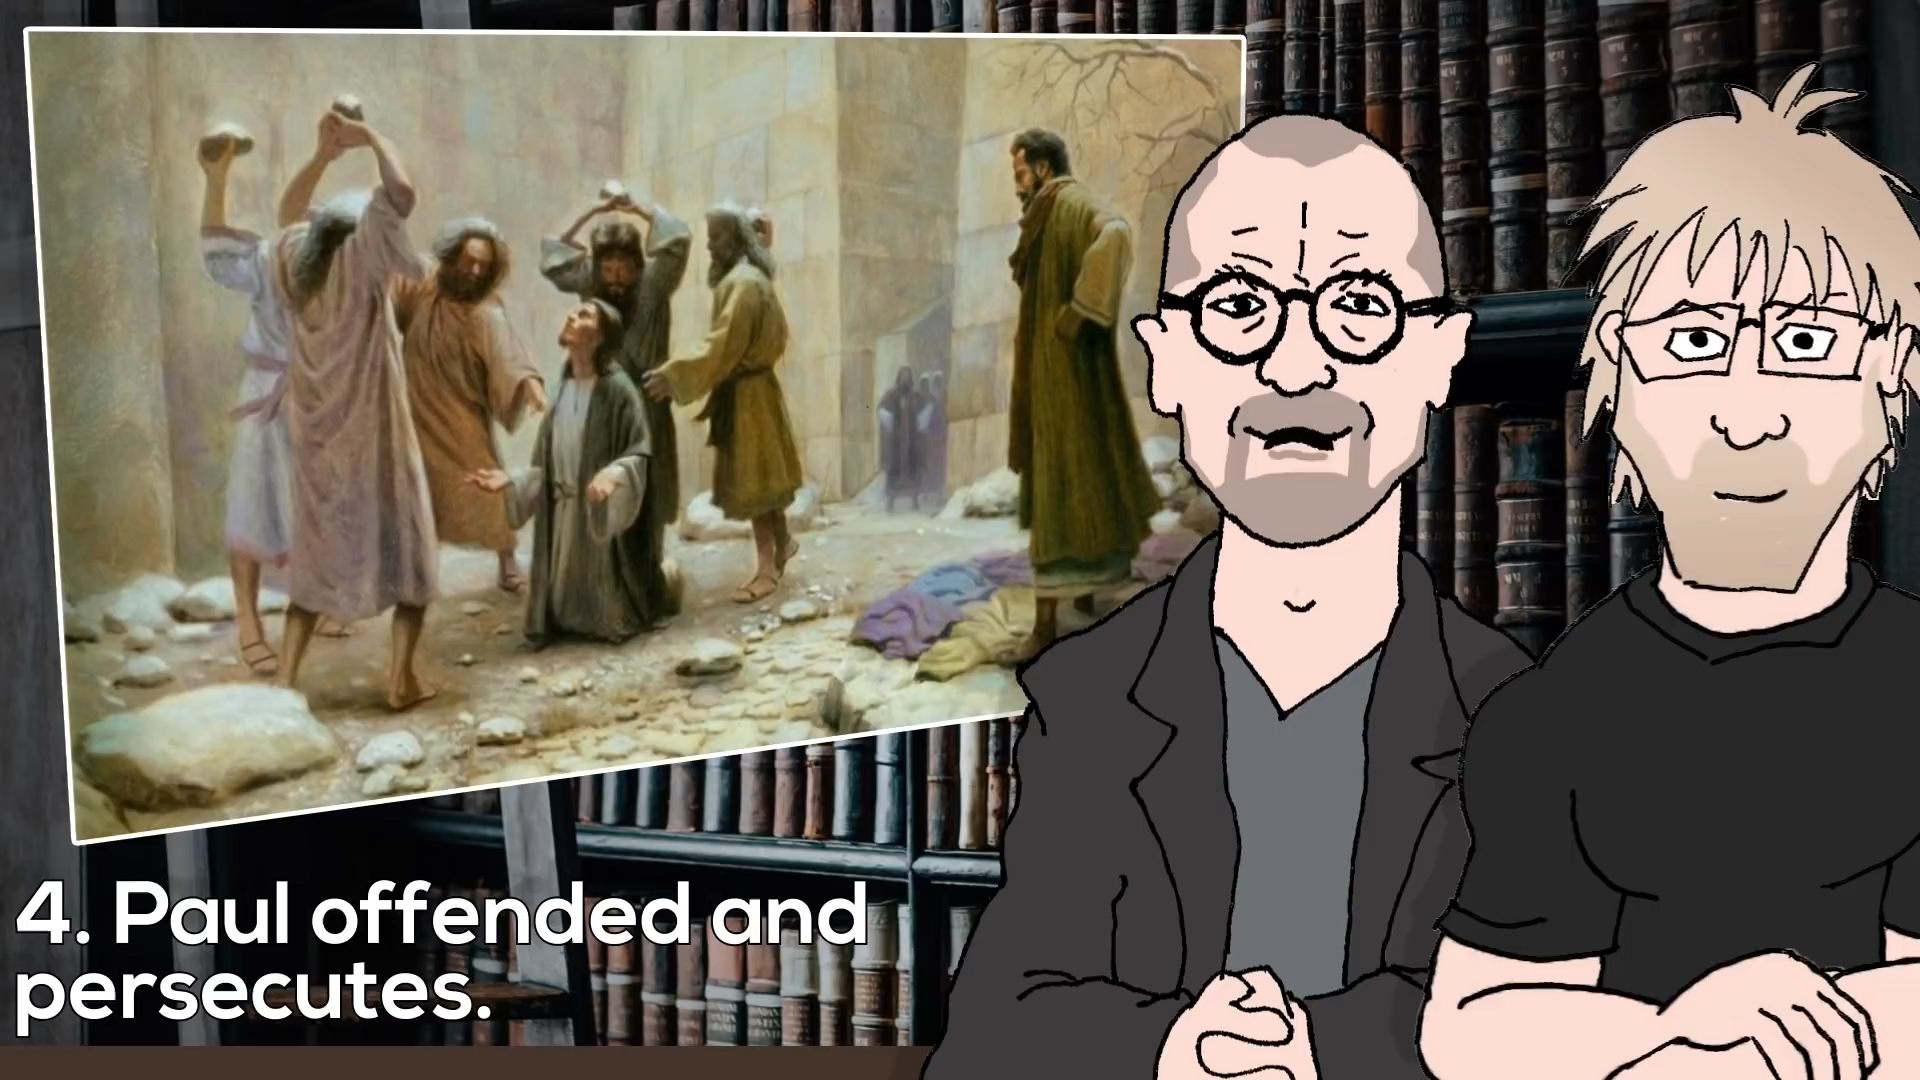 4. Paul offended and
persecutes.